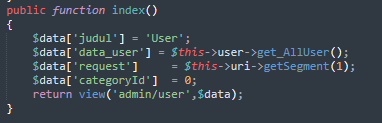 public function index()
{
$data['judul'] = 'User';
$data['data_user'] = $this->user->get_AllUser();
$data['request']    = $this->uri->getSegment(1);
$data['categoryId']  = 0;
return view('admin/user',$data);
}